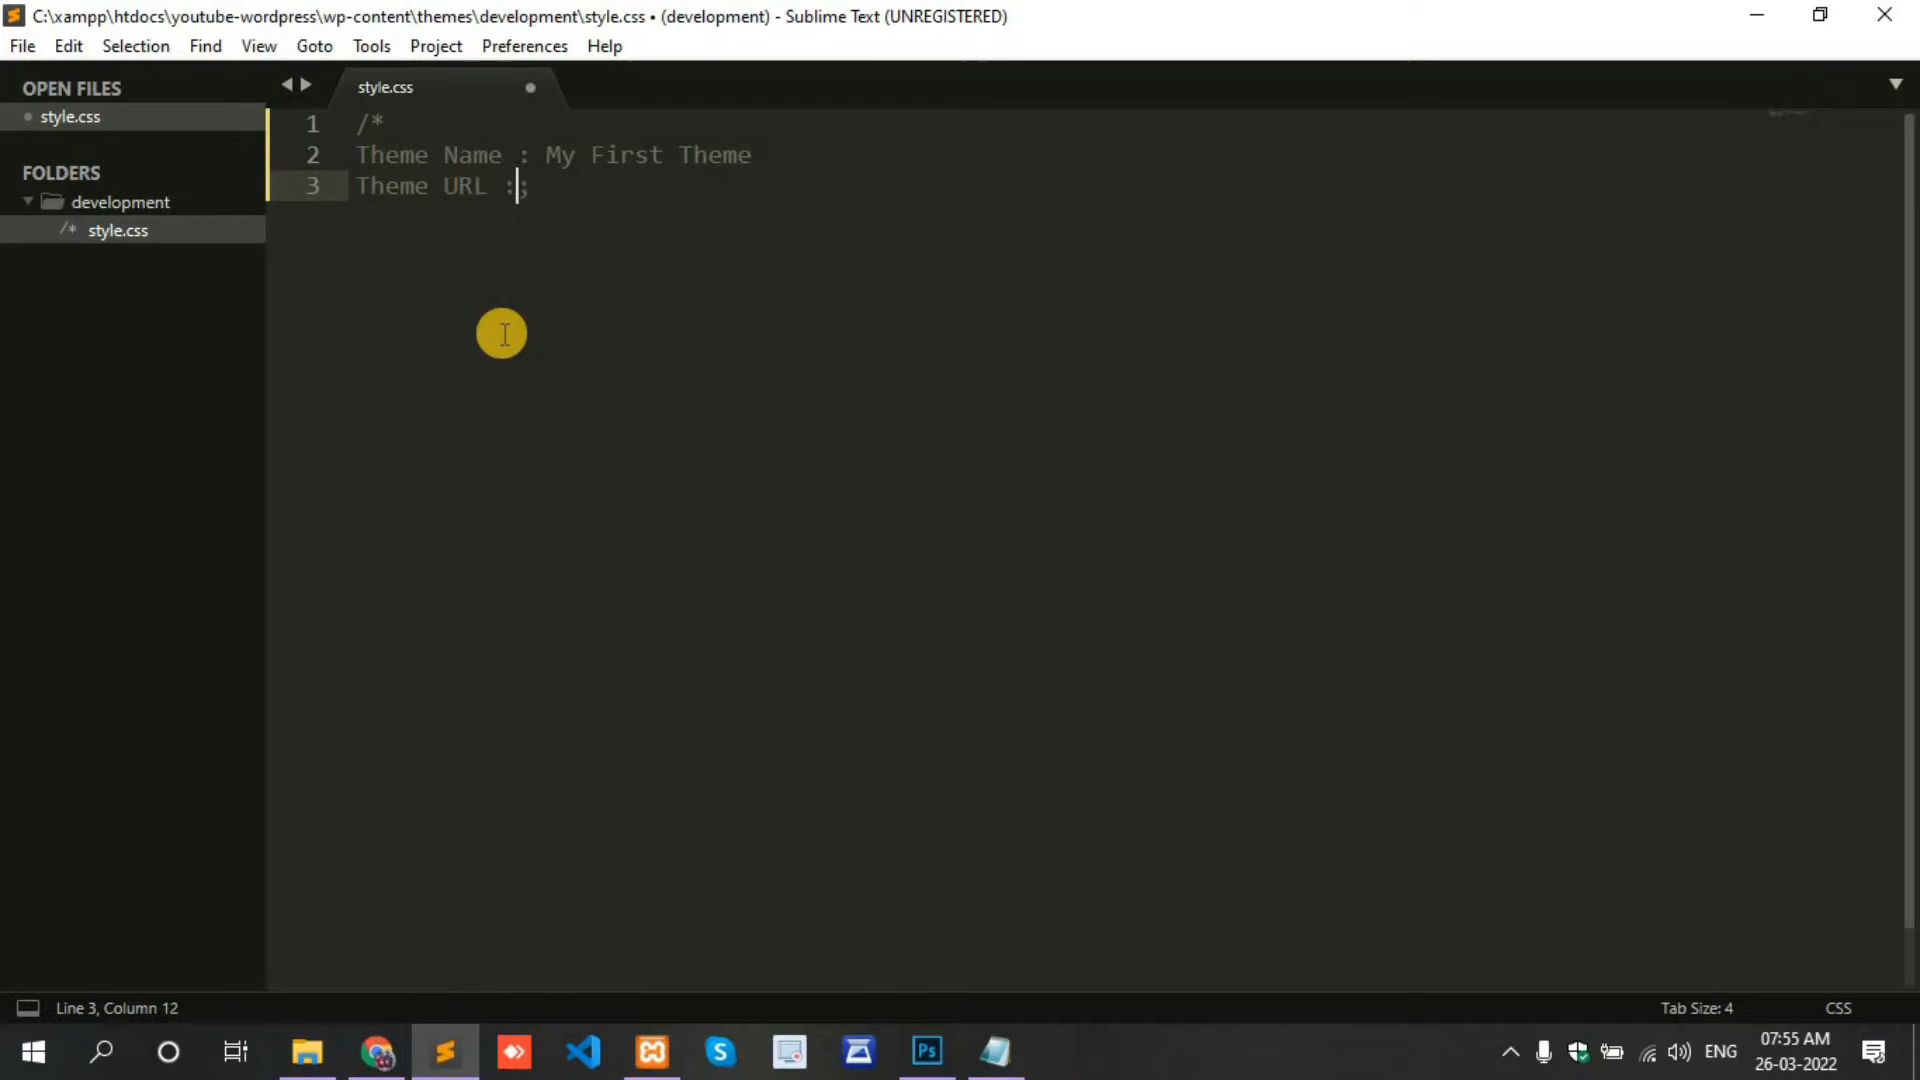 C:\xampp\htdocs\youtube-wordpress\wp-content\themes\development\style.css • (development) - Sublime Text (UNREGISTERED)
File Edit Selection Find View Goto Tools Project Preferences Help
OPEN FILES
style.css
FOLDERS
development
/* style.css
style.css
1 /*
2 Theme Name : My First Theme
3 Theme URL :;
Line 3, Column 12
Tab Size: 4
CSS
Ps
ENG
07:55 AM
26-03-2022